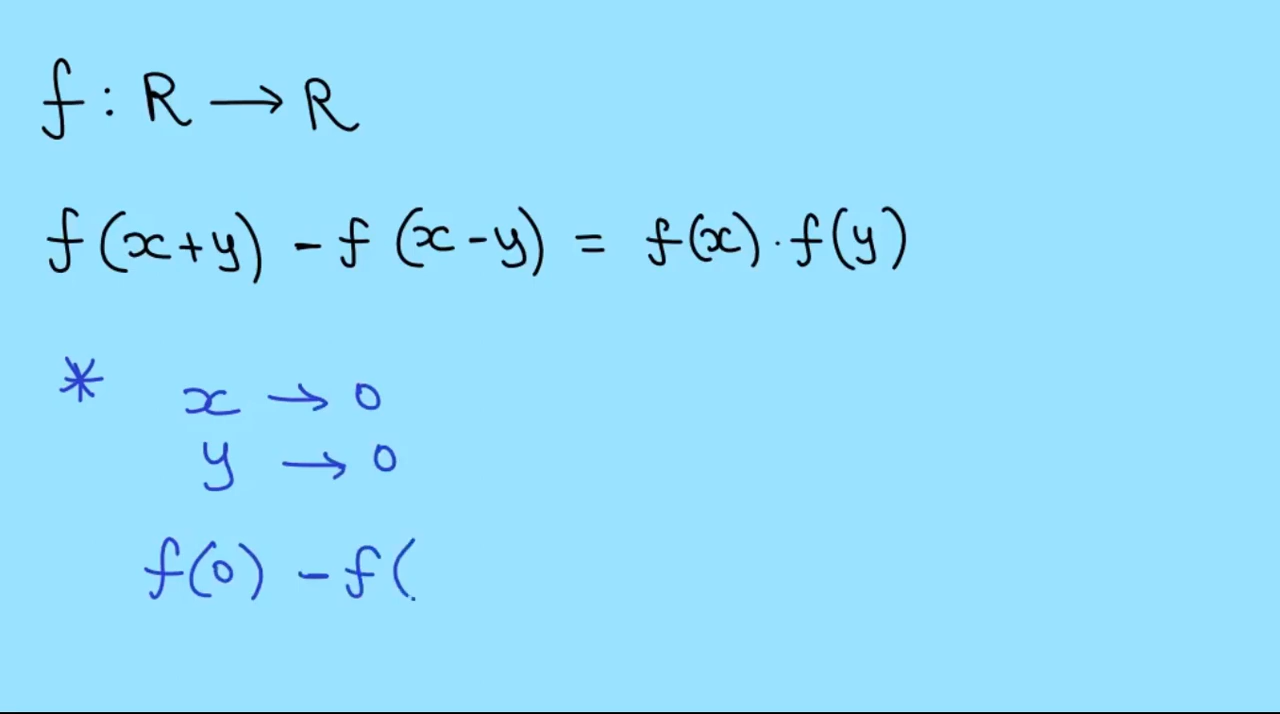 f : R → R
f(x+y) - f(x-y) = f(x) · f(y)
* x → 0
y → 0
f(0) - f(